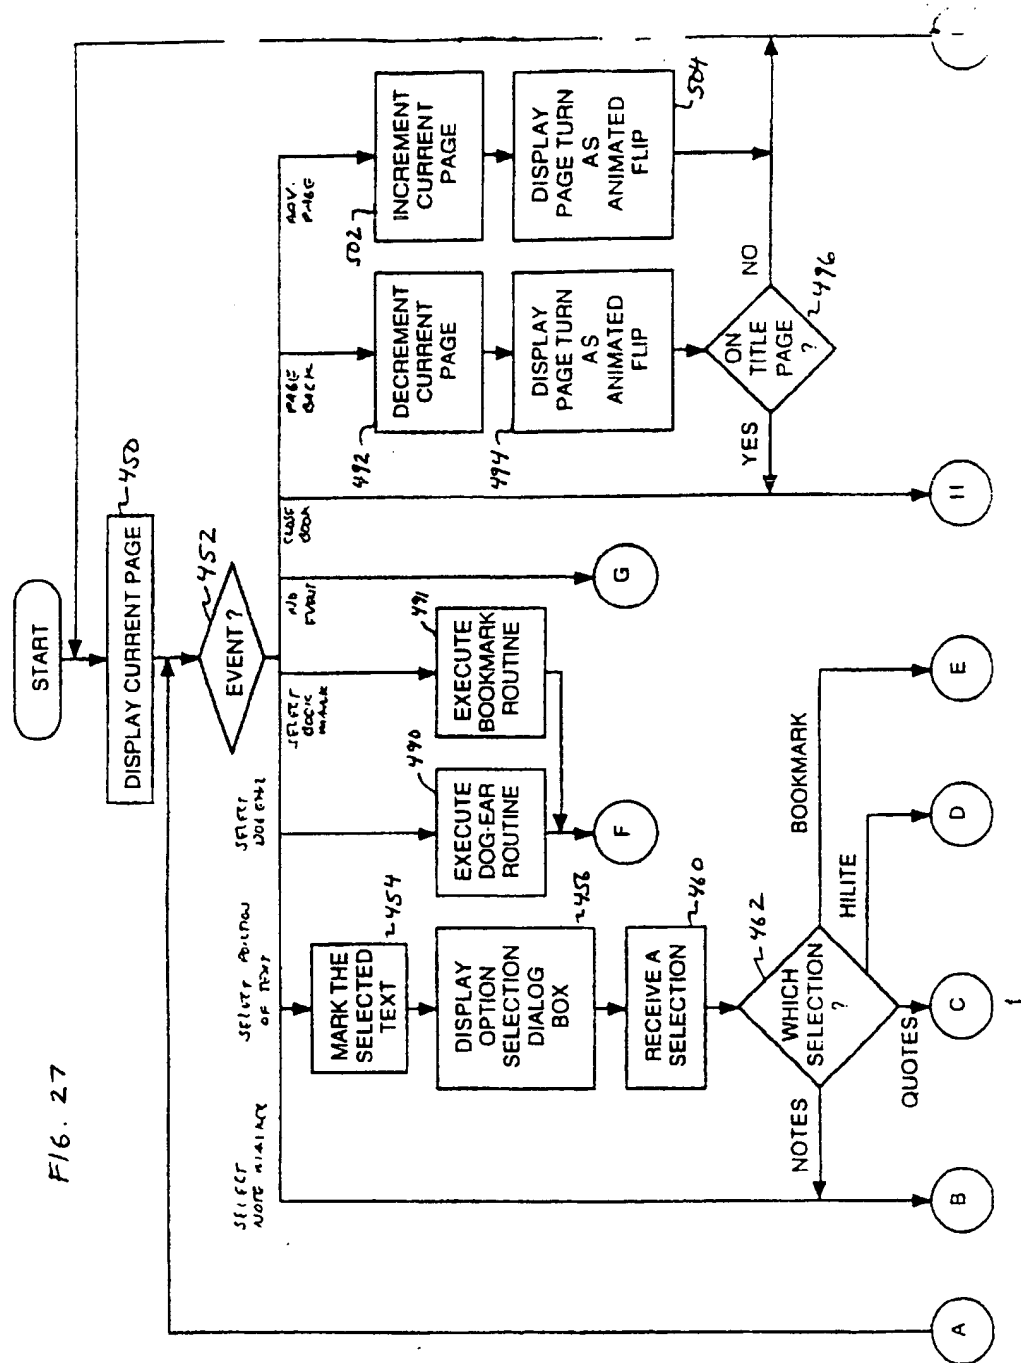 FIG. 27
START
DISPLAY CURRENT PAGE
450
EVENT ?
452
SELECT
NOTE
SELECT PORTION
OF TEXT
SELECT
DOG EAR
SELECT
BOOK
MARK
NO
EVENT
CLOSE
BOOK
PAGE
BACK
ADV.
PAGE
MARK THE
SELECTED
TEXT
454
DISPLAY
OPTION
SELECTION
DIALOG
BOX
456
RECEIVE A
SELECTION
460
WHICH
SELECTION
?
462
NOTES
QUOTES
HILITE
BOOKMARK
490
EXECUTE
DOG-EAR
ROUTINE
491
EXECUTE
BOOKMARK
ROUTINE
492
DECREMENT
CURRENT
PAGE
494
DISPLAY
PAGE TURN
AS
ANIMATED
FLIP
ON
TITLE
PAGE
?
496
YES
NO
502
INCREMENT
CURRENT
PAGE
DISPLAY
PAGE TURN
AS
ANIMATED
FLIP
504
F
G
A
B
C
D
E
H
I